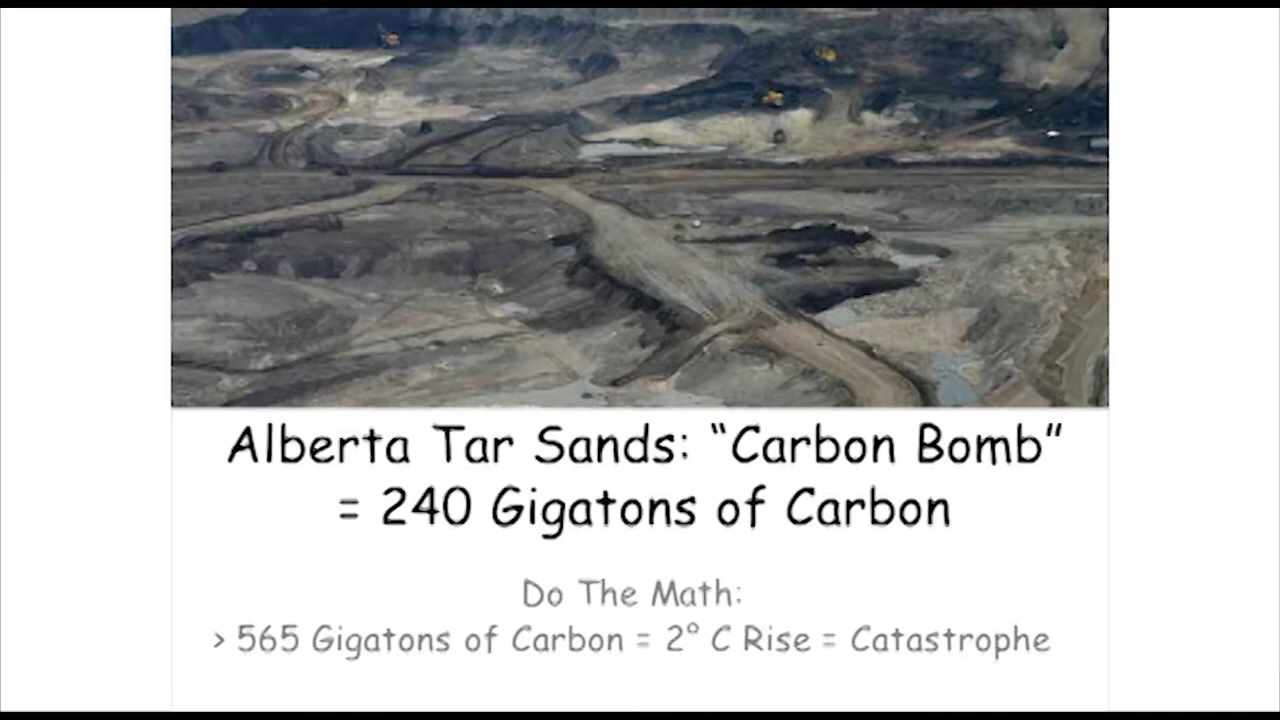 Alberta Tar Sands: “Carbon Bomb”
= 240 Gigatons of Carbon
Do The Math:
> 565 Gigatons of Carbon = 2° C Rise = Catastrophe